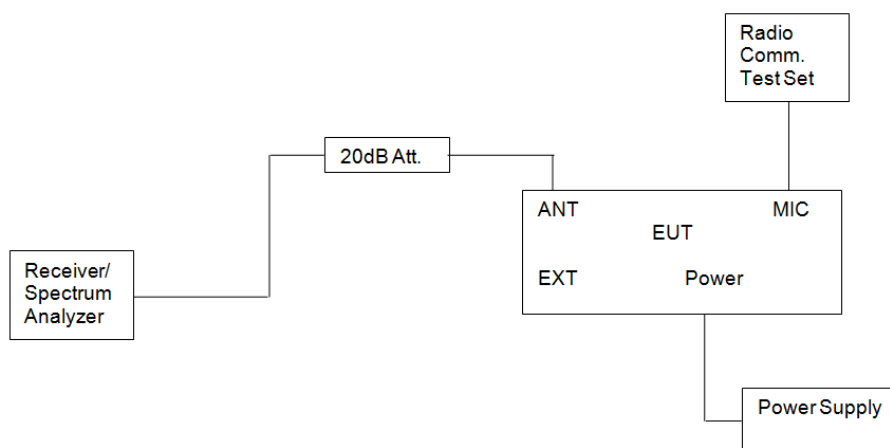 Radio
Comm.
Test Set
20dB Att.
ANT
MIC
EUT
EXT
Power
Receiver/
Spectrum
Analyzer
Power Supply